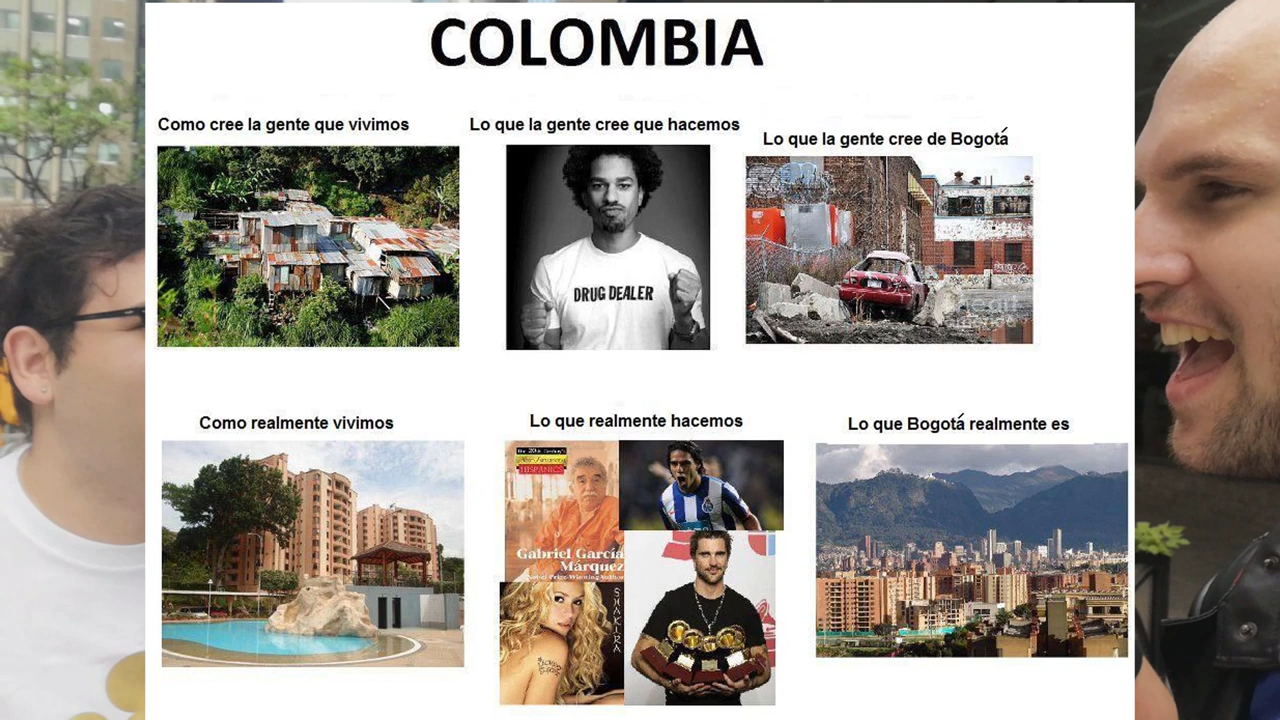 COLOMBIA
Como cree la gente que vivimos
Lo que la gente cree que hacemos
Lo que la gente cree de Bogotá
DRUG DEALER
Como realmente vivimos
Lo que realmente hacemos
Lo que Bogotá realmente es
HISPANICS
Gabriel García
Márquez
SHAKIRA